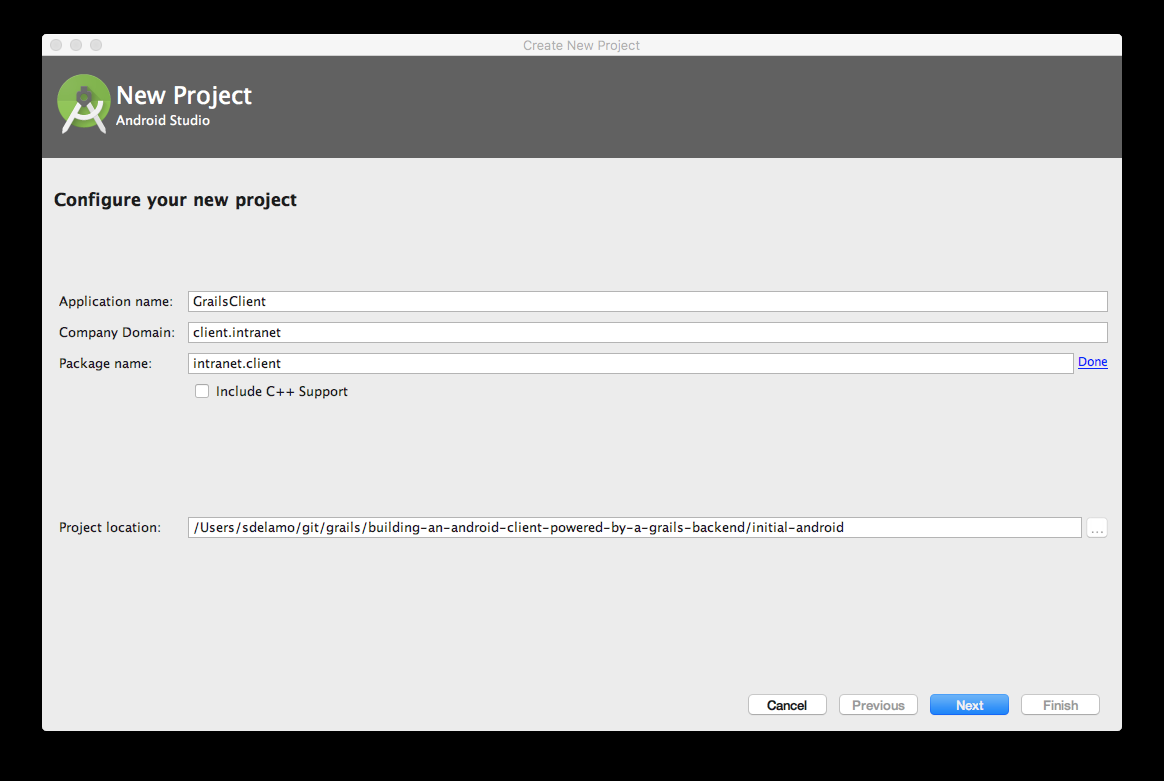 Create New Project
New Project
Android Studio
Configure your new project
Application name: GrailsClient
Company Domain: client.intranet
Package name: intranet.client Done
Include C++ Support
Project location: /Users/sdelamo/git/grails/building-an-android-client-powered-by-a-grails-backend/initial-android ...
Cancel Previous Next Finish